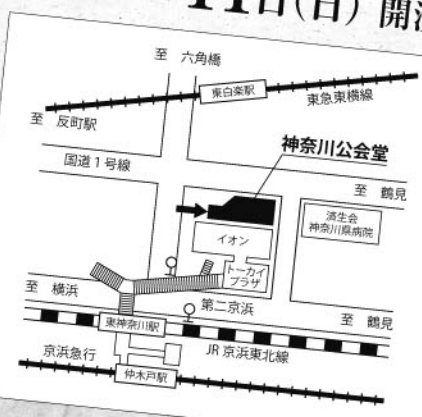 11日(日) 開演
至 六角橋
東白楽駅
東急東横線
至 反町駅
国道1号線
神奈川公会堂
至 鶴見
済生会
神奈川県病院
イオン
トーカイ
プラザ
至 横浜
第二京浜
東神奈川駅
至 鶴見
京浜急行
JR 京浜東北線
仲木戸駅